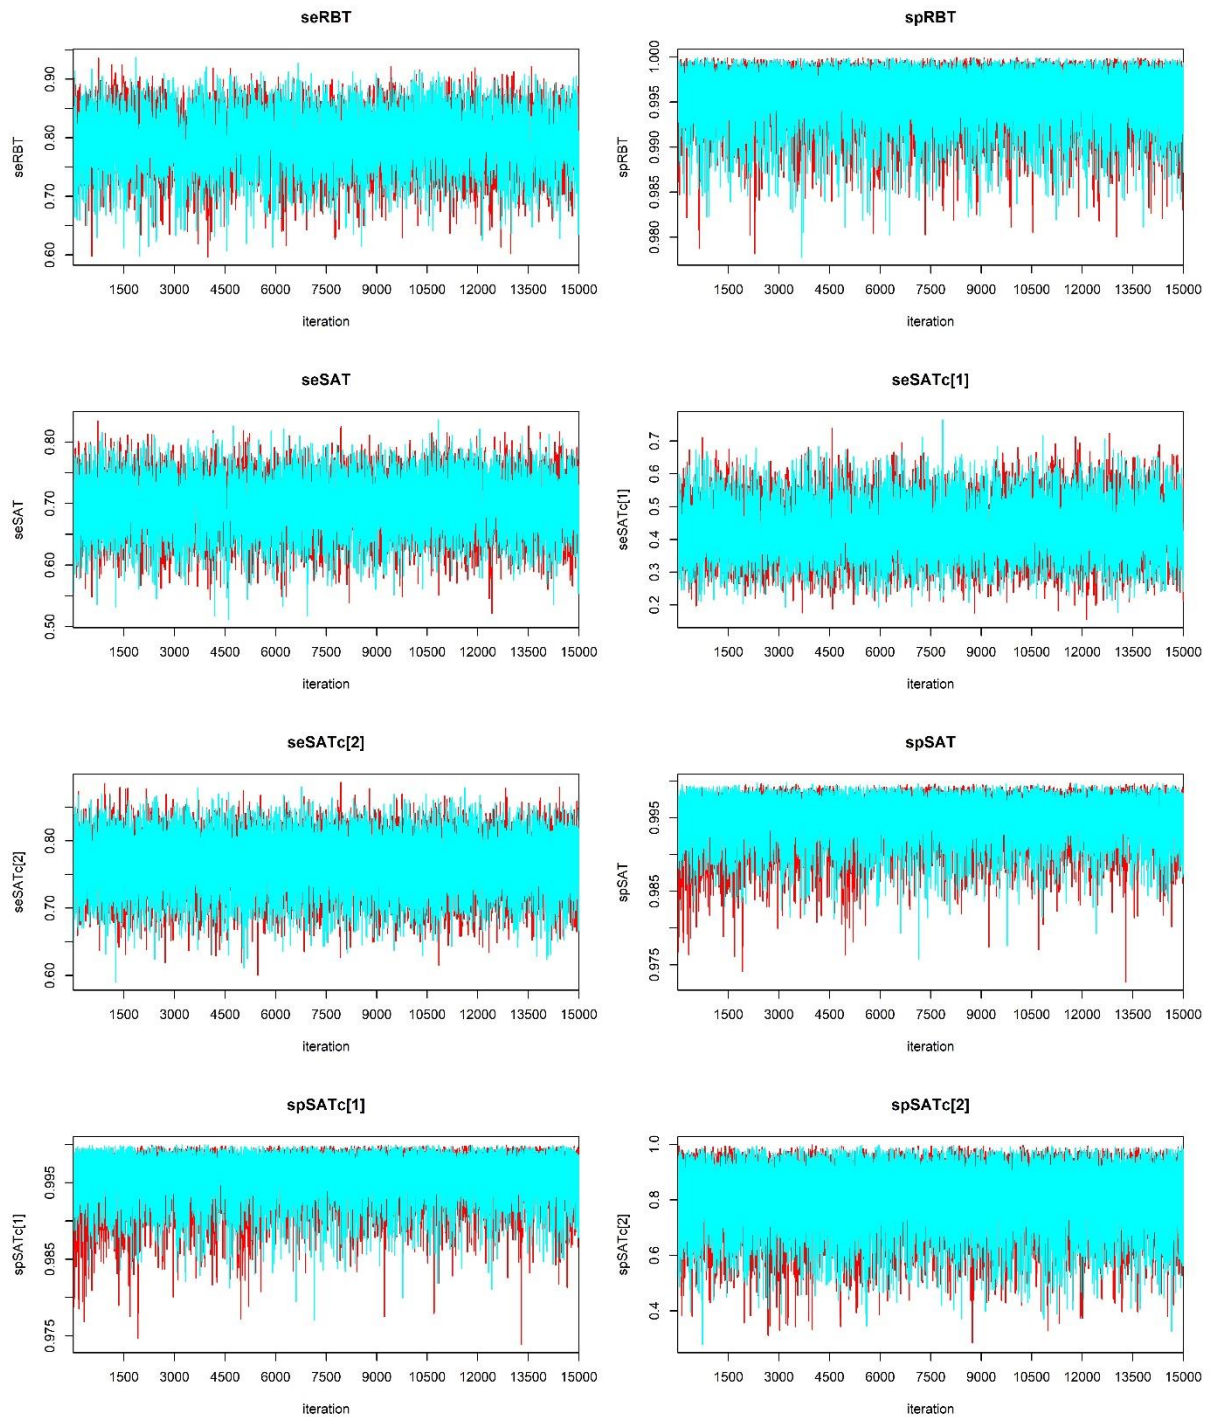 seRBT
seRBT
0.60 0.70 0.80 0.90
1500 3000 4500 6000 7500 9000 10500 12000 13500 15000
iteration
spRBT
spRBT
0.980 0.985 0.990 0.995 1.000
1500 3000 4500 6000 7500 9000 10500 12000 13500 15000
iteration
seSAT
seSAT
0.50 0.60 0.70 0.80
1500 3000 4500 6000 7500 9000 10500 12000 13500 15000
iteration
seSATc[1]
seSATc[1]
0.2 0.3 0.4 0.5 0.6 0.7
1500 3000 4500 6000 7500 9000 10500 12000 13500 15000
iteration
seSATc[2]
seSATc[2]
0.60 0.70 0.80
1500 3000 4500 6000 7500 9000 10500 12000 13500 15000
iteration
spSAT
spSAT
0.975 0.985 0.995
1500 3000 4500 6000 7500 9000 10500 12000 13500 15000
iteration
spSATc[1]
spSATc[1]
0.975 0.985 0.995
1500 3000 4500 6000 7500 9000 10500 12000 13500 15000
iteration
spSATc[2]
spSATc[2]
0.4 0.6 0.8 1.0
1500 3000 4500 6000 7500 9000 10500 12000 13500 15000
iteration